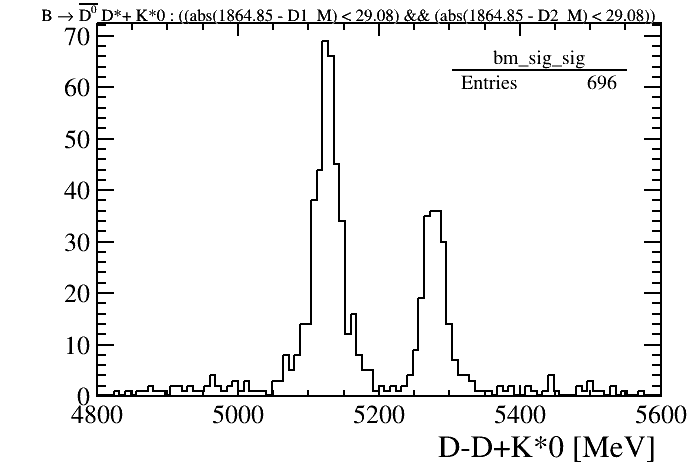 B → D̅⁰ D*+ K*0 : ((abs(1864.85 - D1_M) < 29.08) && (abs(1864.85 - D2_M) < 29.08))
bm_sig_sig
Entries 696
70
60
50
40
30
20
10
0
4800 5000 5200 5400 5600
D-D+K*0 [MeV]